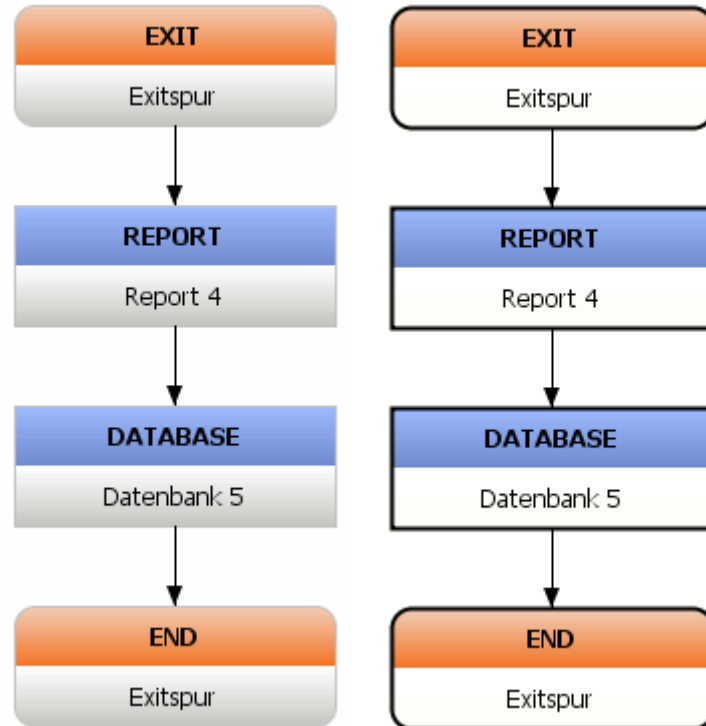 EXIT
Exitspur
REPORT
Report 4
DATABASE
Datenbank 5
END
Exitspur
EXIT
Exitspur
REPORT
Report 4
DATABASE
Datenbank 5
END
Exitspur